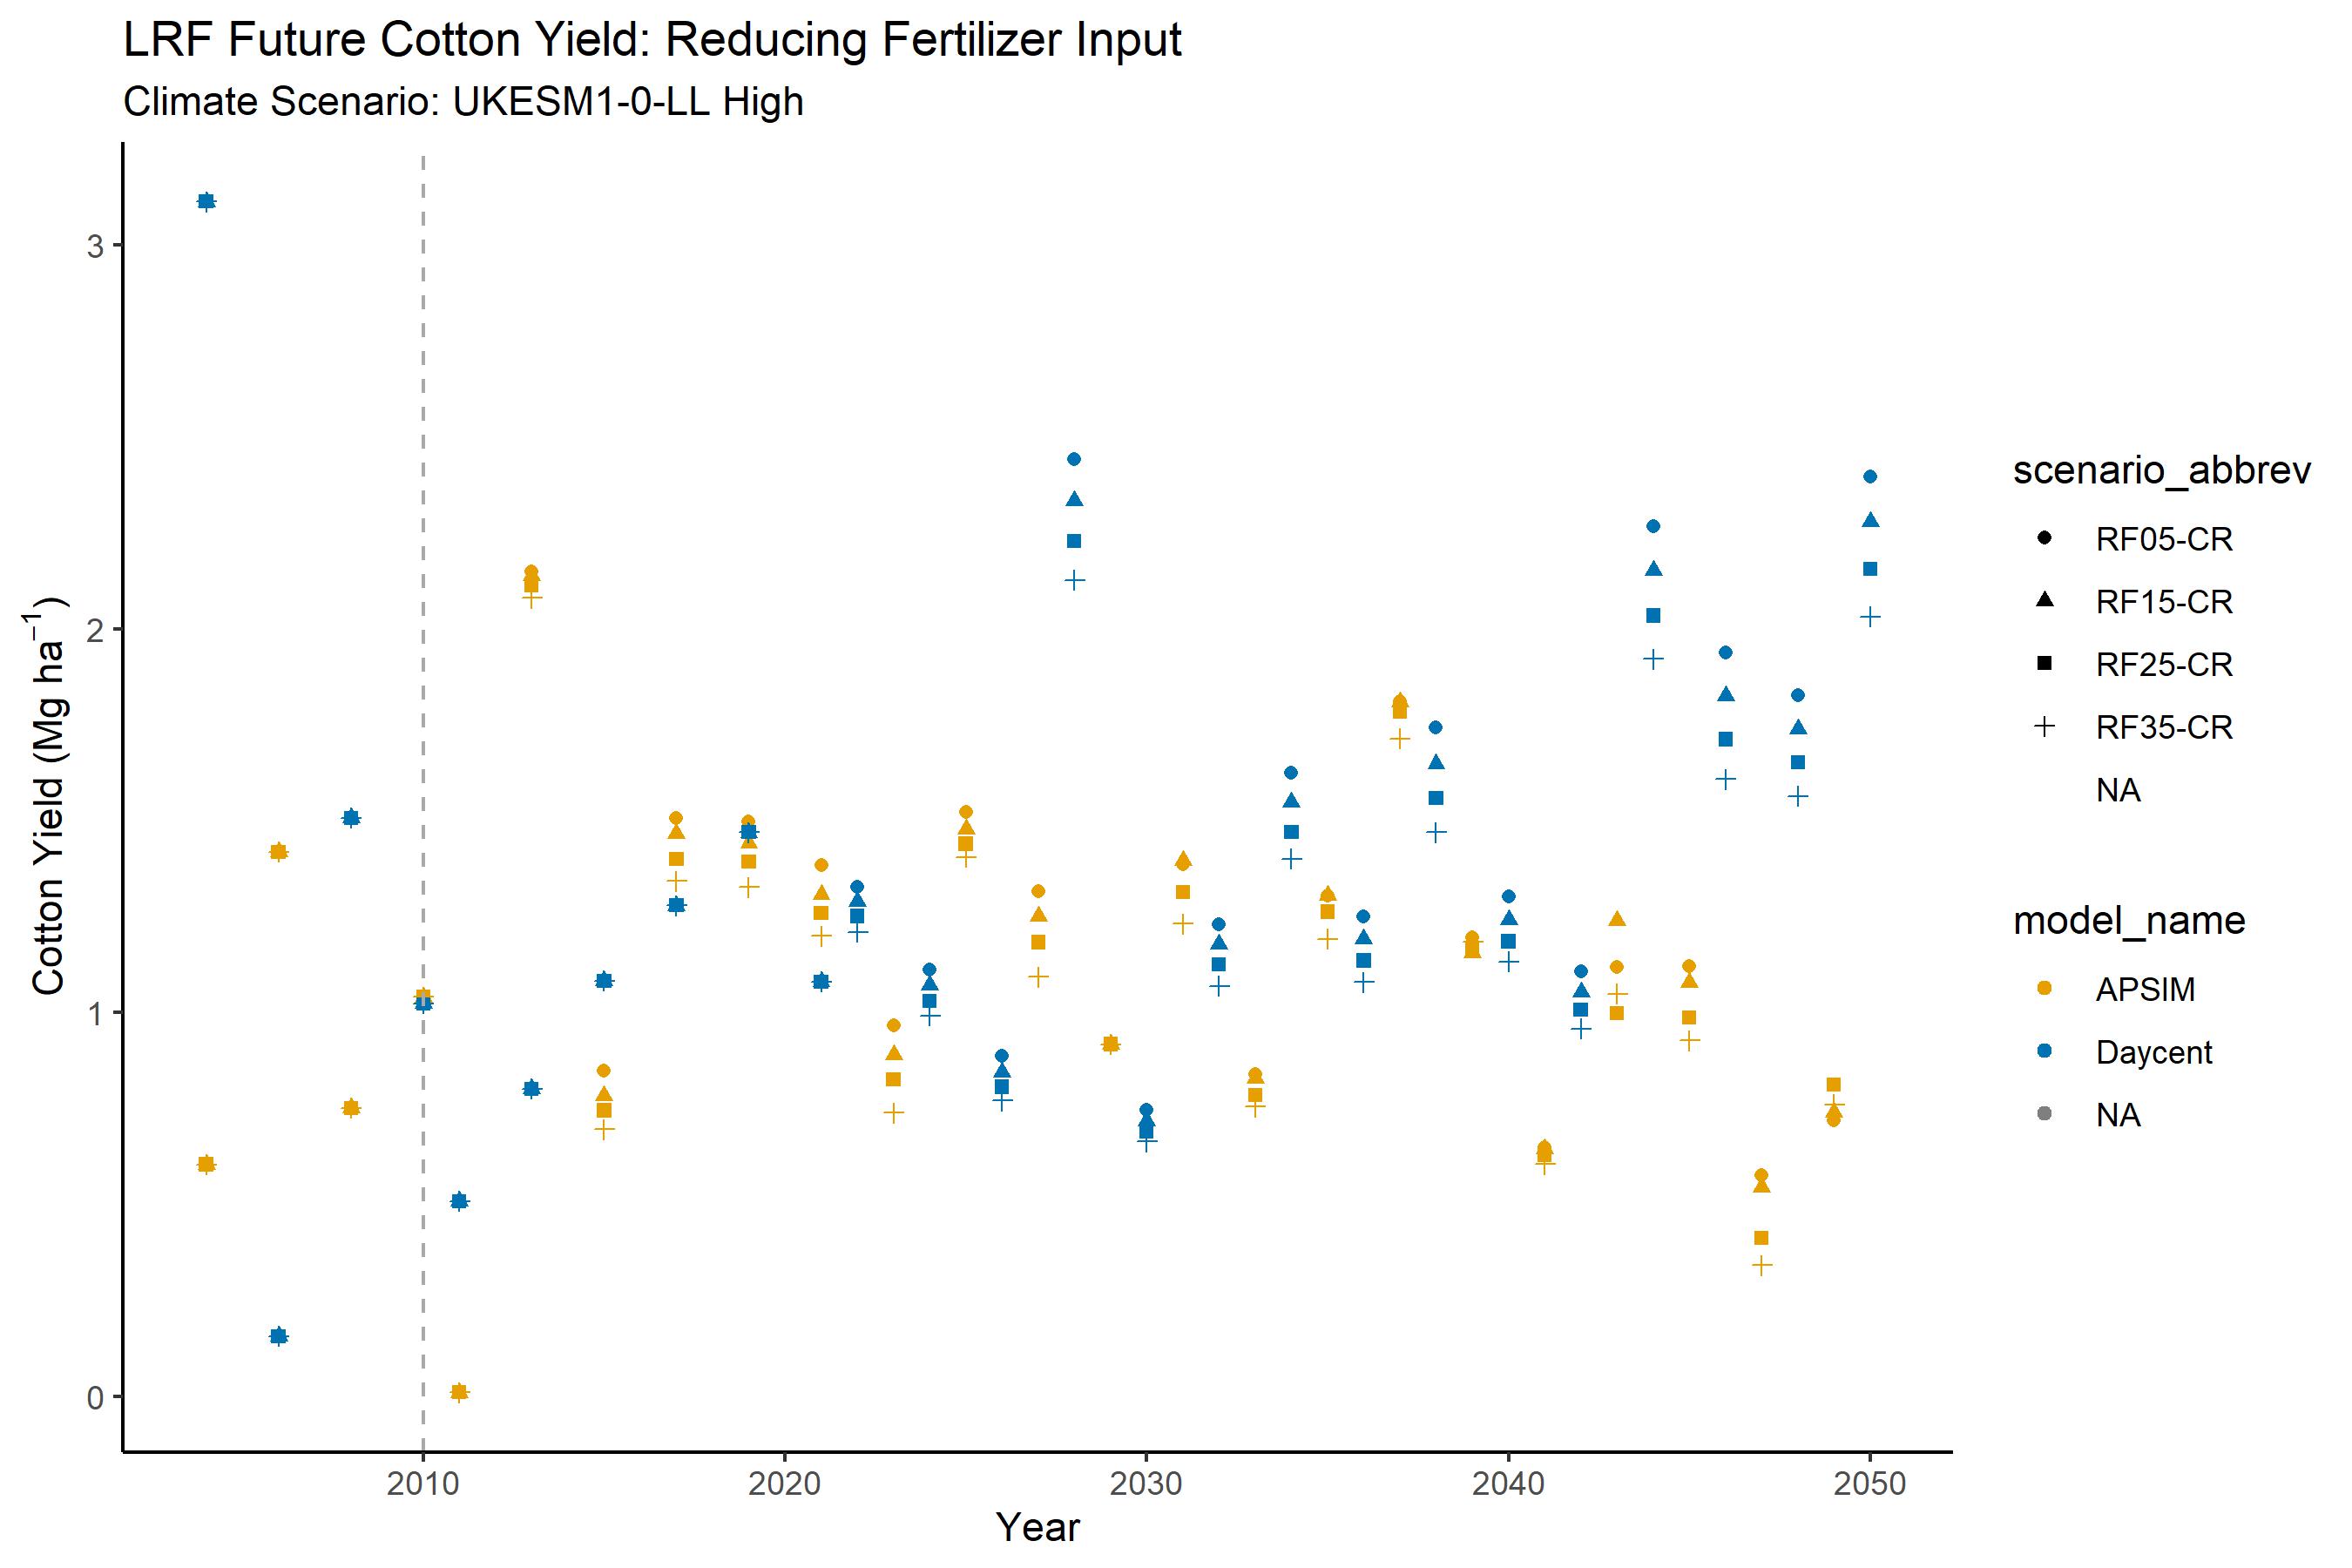 LRF Future Cotton Yield: Reducing Fertilizer Input
Climate Scenario: UKESM1-0-LL High
Cotton Yield (Mg ha⁻¹)
3
2
1
0
2010
2020
2030
2040
2050
Year
scenario_abbrev
RF05-CR
RF15-CR
RF25-CR
RF35-CR
NA
model_name
APSIM
Daycent
NA